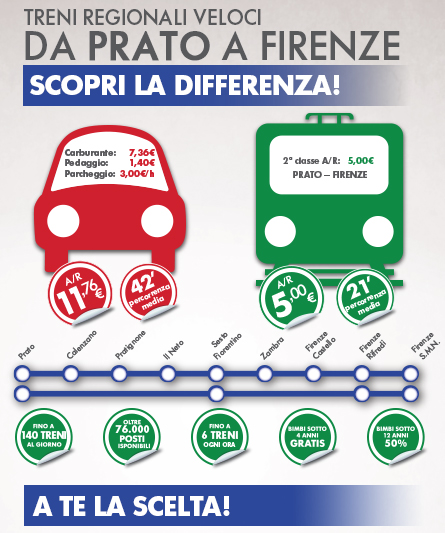 TRENI REGIONALI VELOCI
DA PRATO A FIRENZE
SCOPRI LA DIFFERENZA!
Carburante: 7,36€
Pedaggio: 1,40€
Parcheggio: 3,00€/h
2ª classe A/R: 5,00€
PRATO – FIRENZE
A/R
11,76
€
42'
percorrenza
media
A/R
5,00
€
21'
percorrenza
media
Prato
Calenzano
Pratignone
Il Neto
Sesto
Fiorentino
Zambra
Firenze
Castello
Firenze
Rifredi
Firenze
S.M.N.
FINO A
140 TRENI
AL GIORNO
OLTRE
76.000
POSTI
ISPONIBILI
FINO A
6 TRENI
OGNI ORA
BIMBI SOTTO
4 ANNI
GRATIS
BIMBI SOTTO
12 ANNI
50%
A TE LA SCELTA!